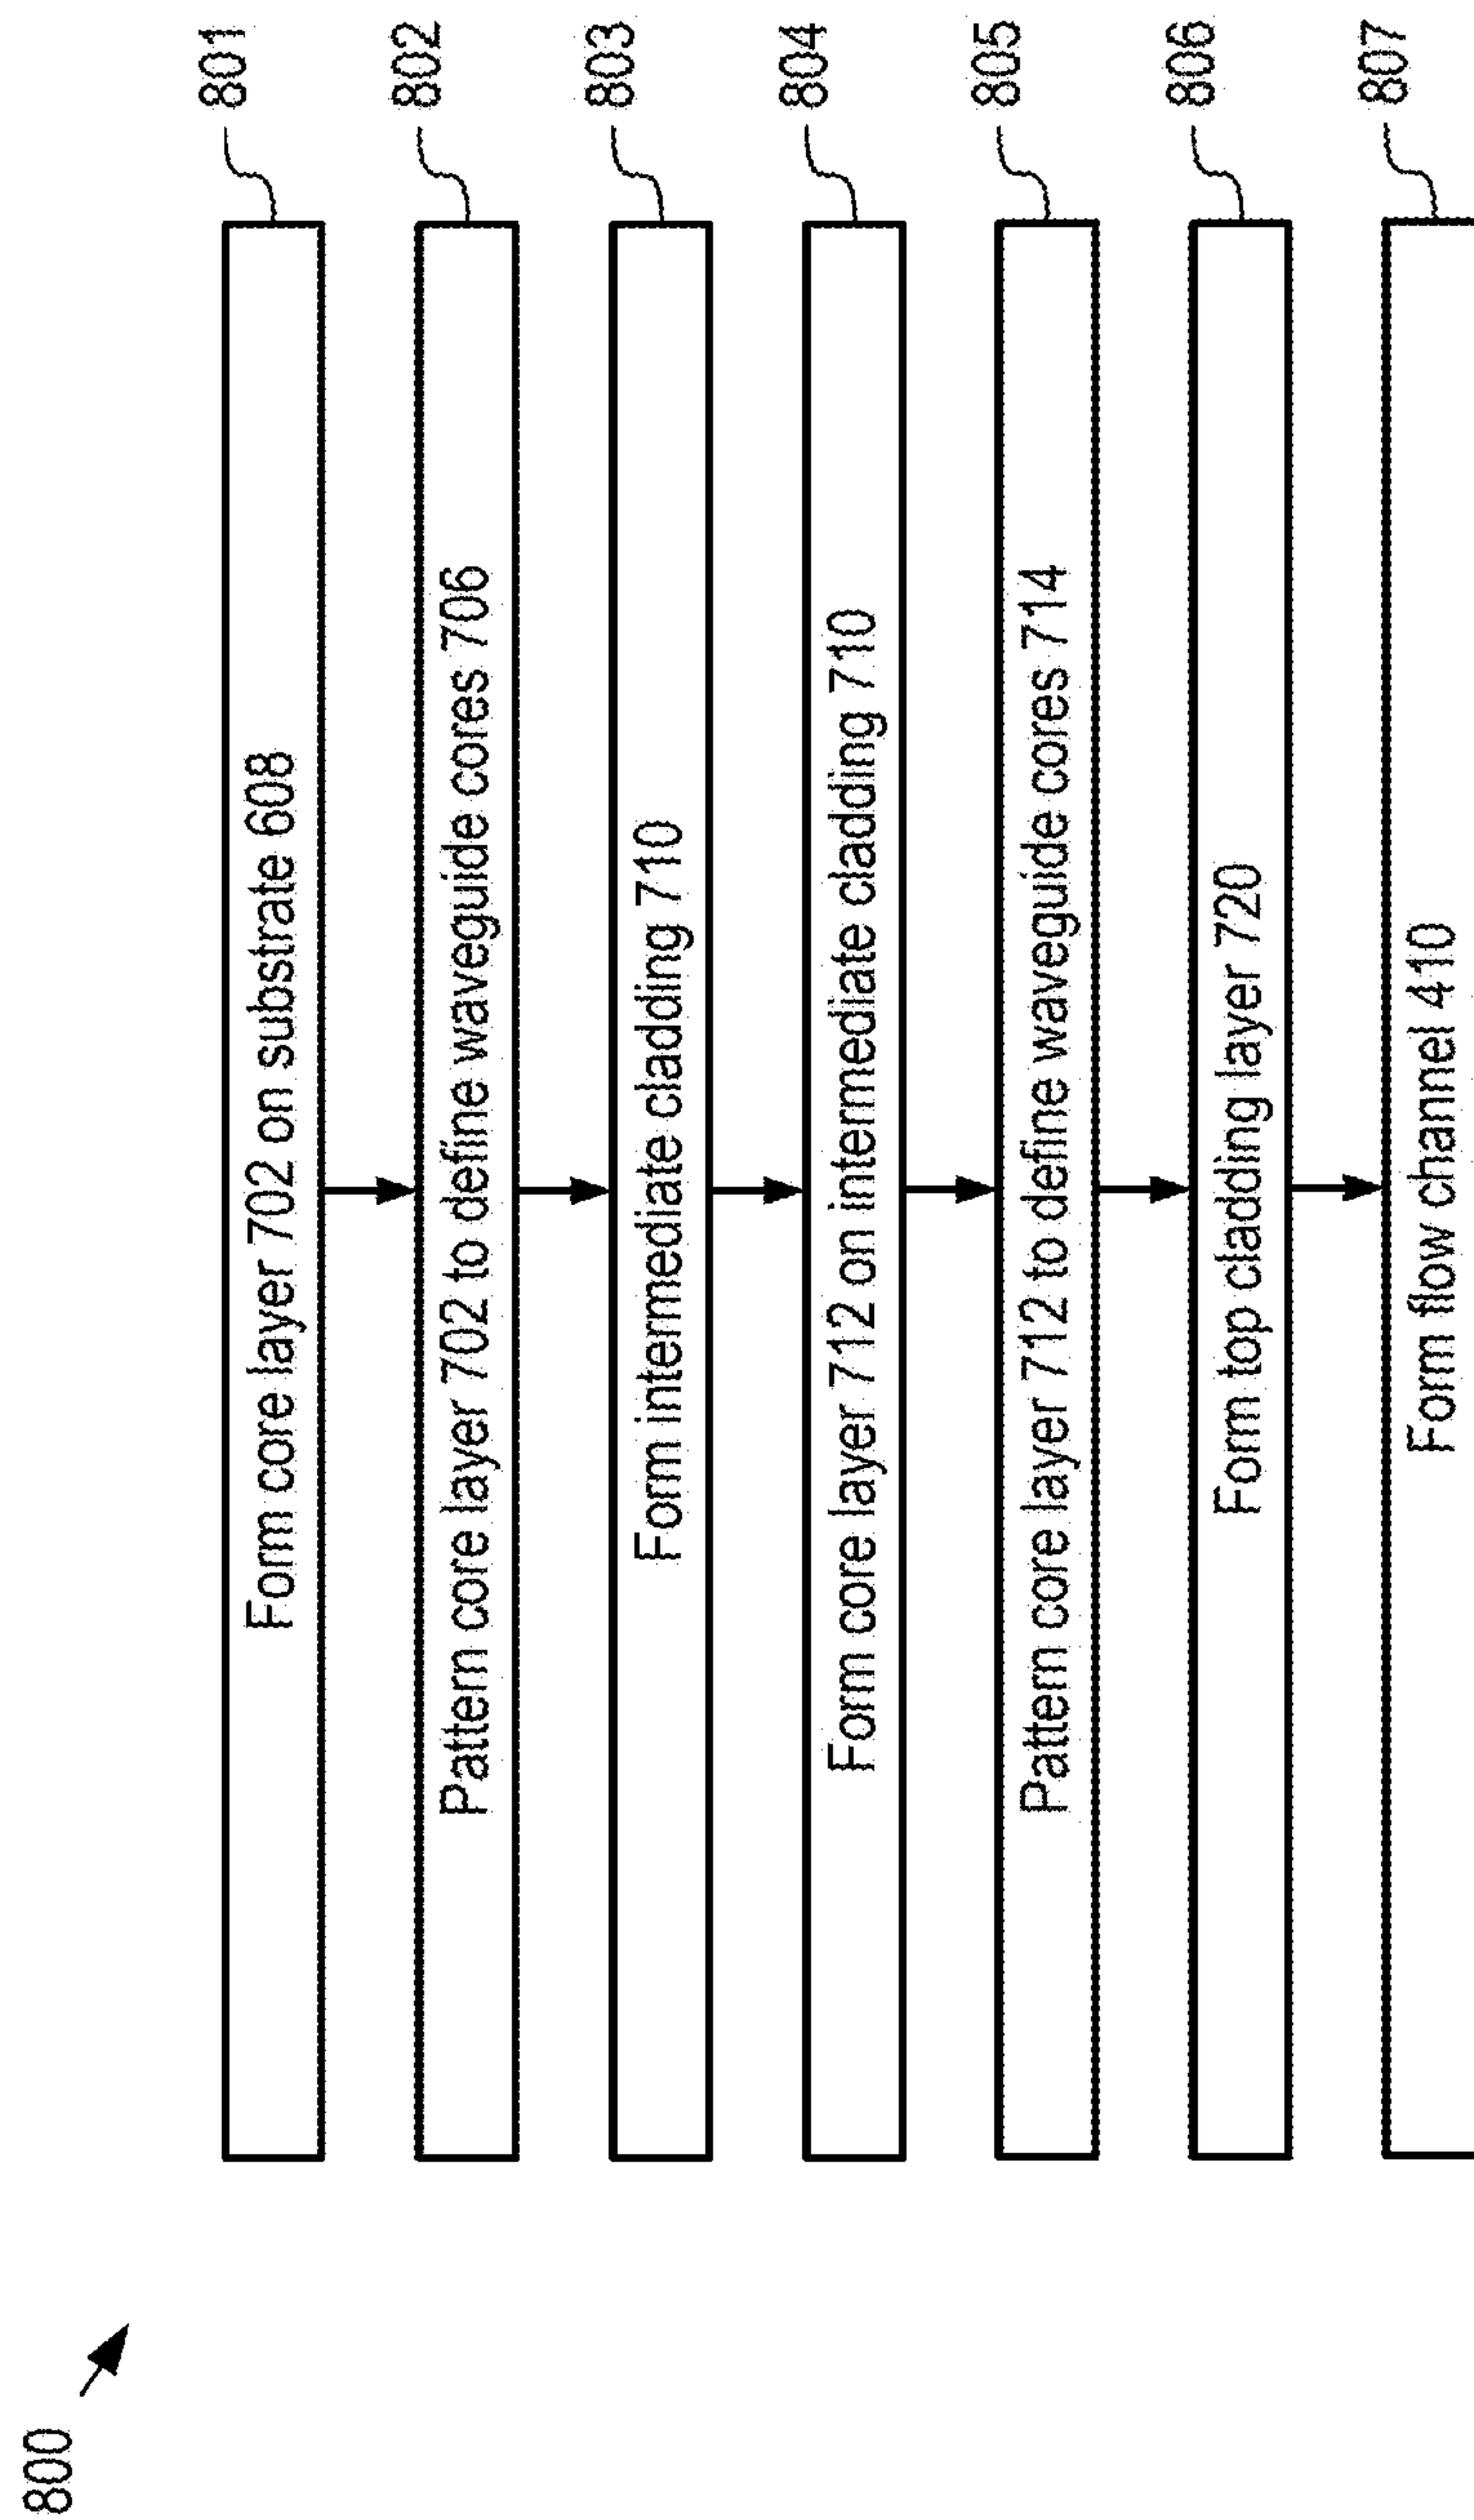 800
801
Form core layer 702 on substrate 608
802
Pattern core layer 702 to define waveguide cores 706
803
Form intermediate cladding 710
804
Form core layer 712 on intermediate cladding 710
805
Pattern core layer 712 to define waveguide cores 714
806
Form top cladding layer 720
807
Form flow channel 410